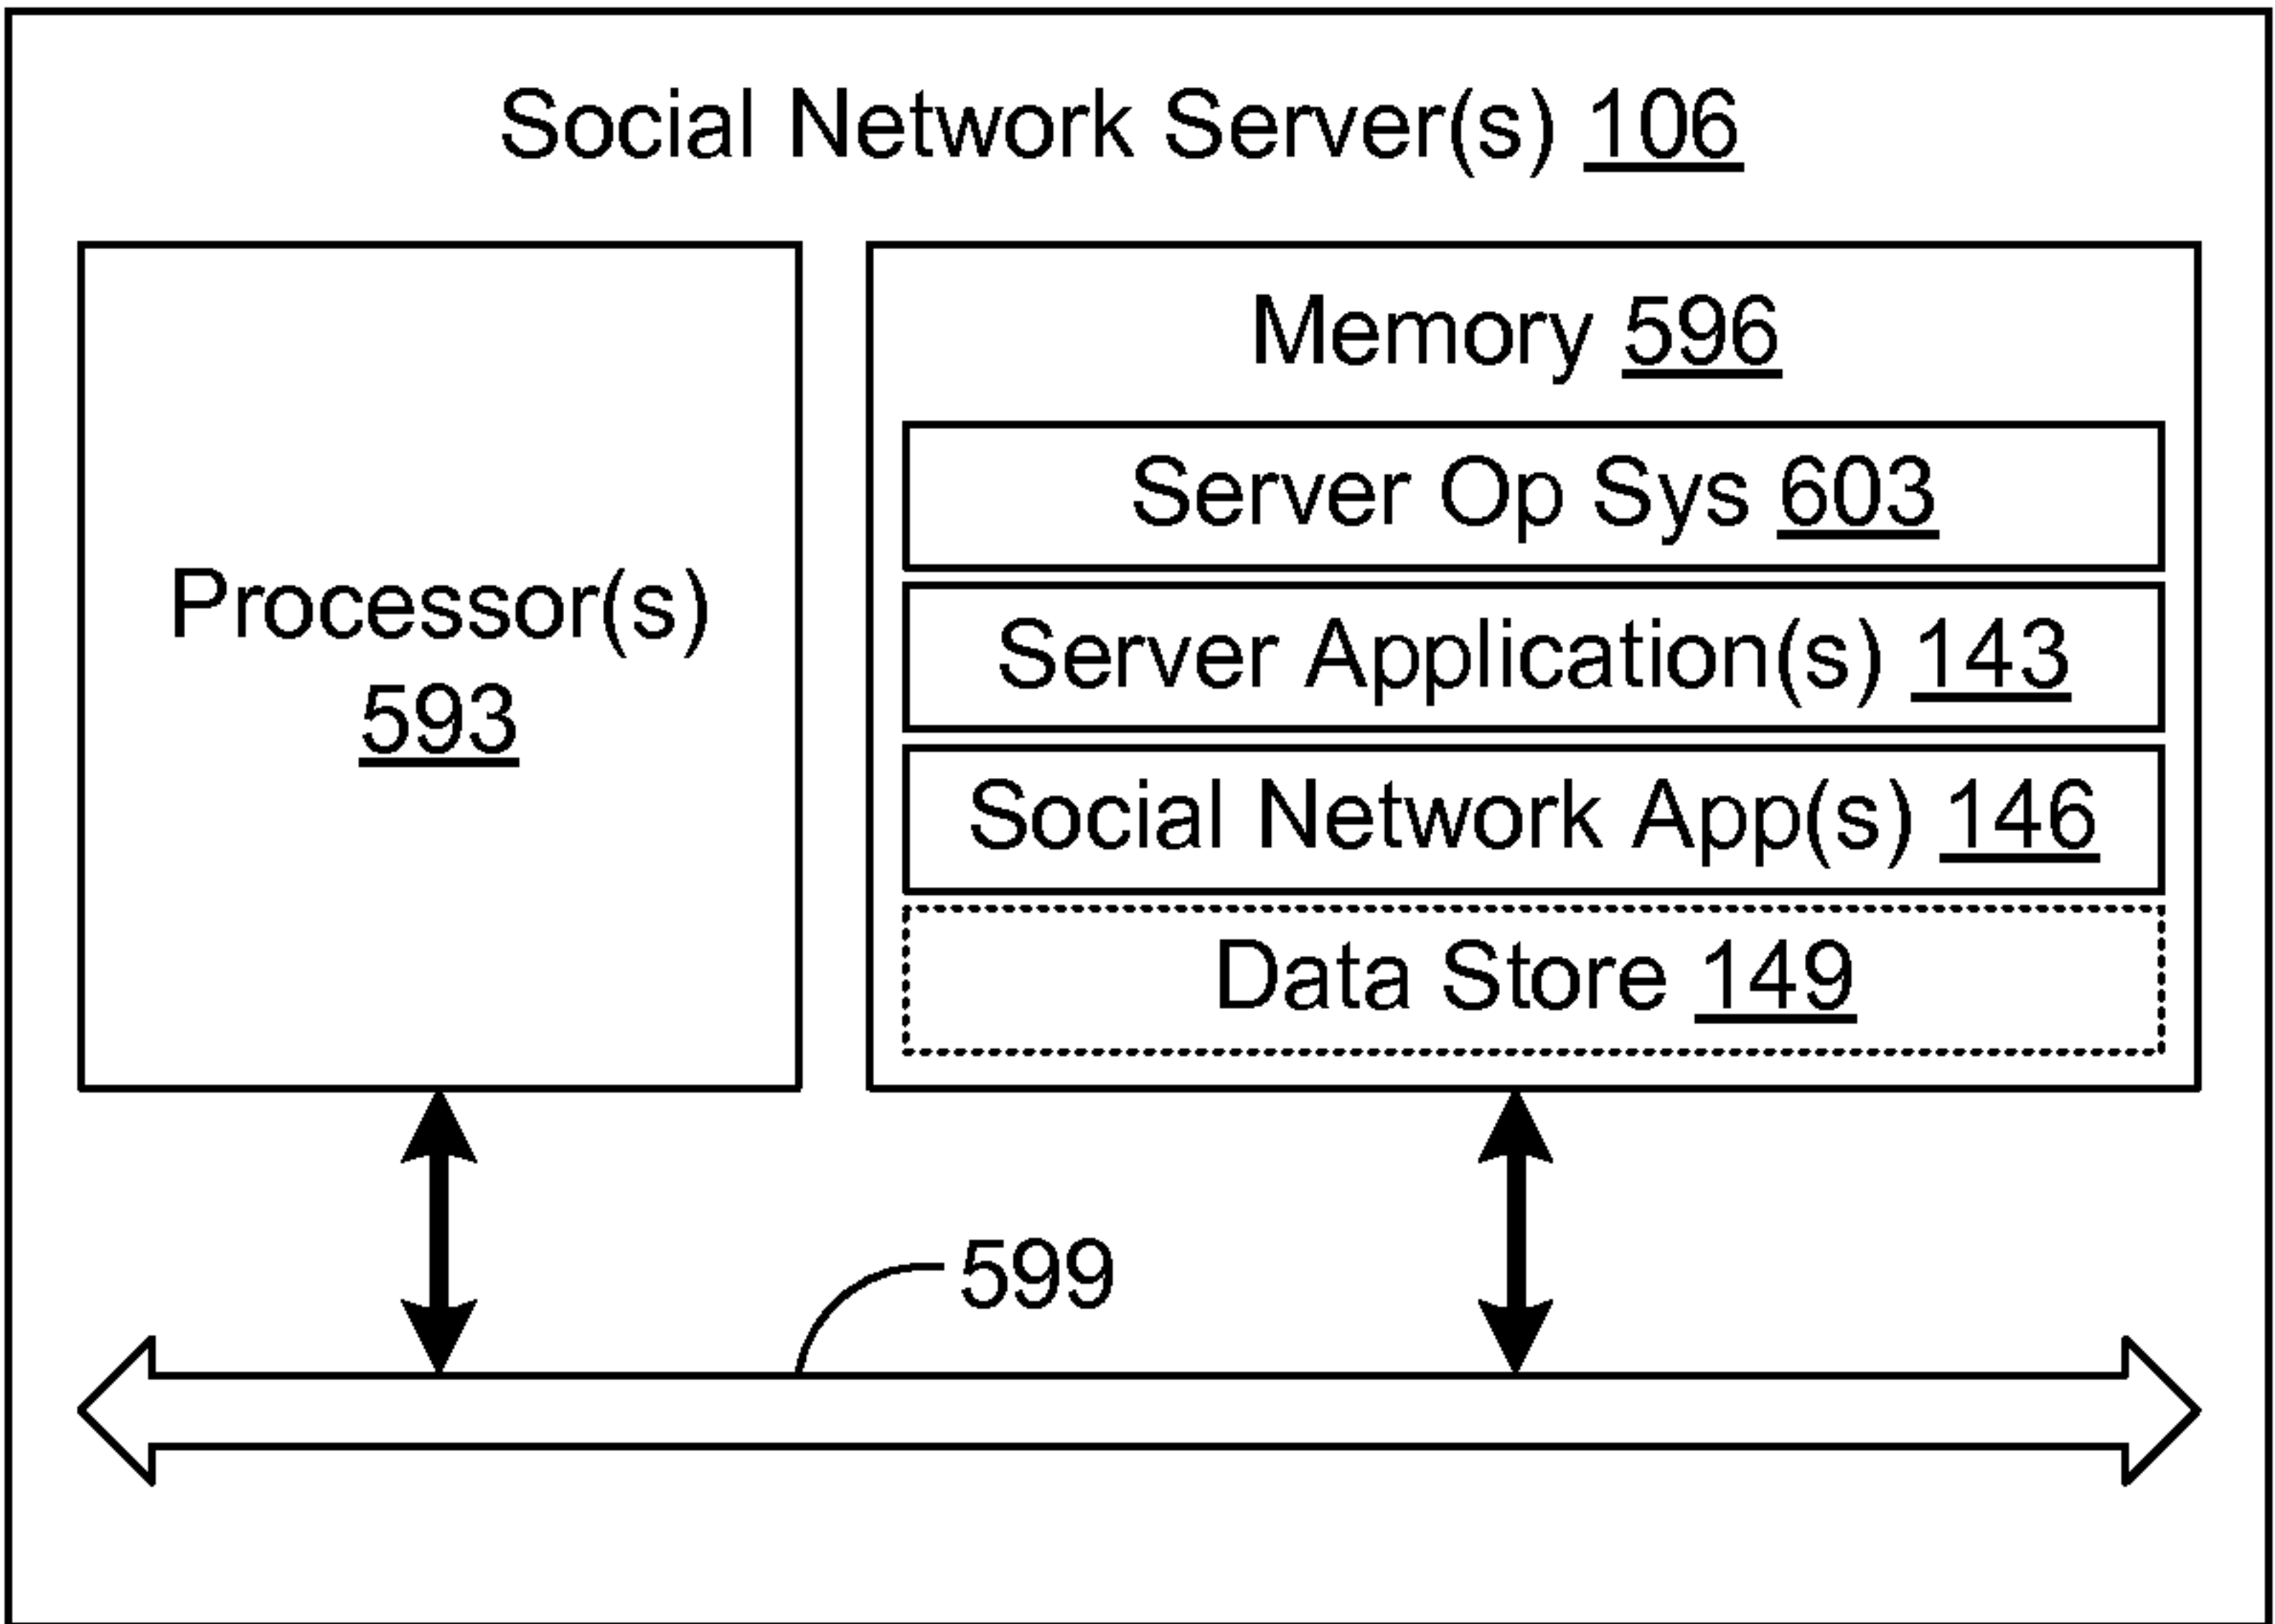 Social Network Server(s) 106
Processor(s)
593
Memory 596
Server Op Sys 603
Server Application(s) 143
Social Network App(s) 146
Data Store 149
599